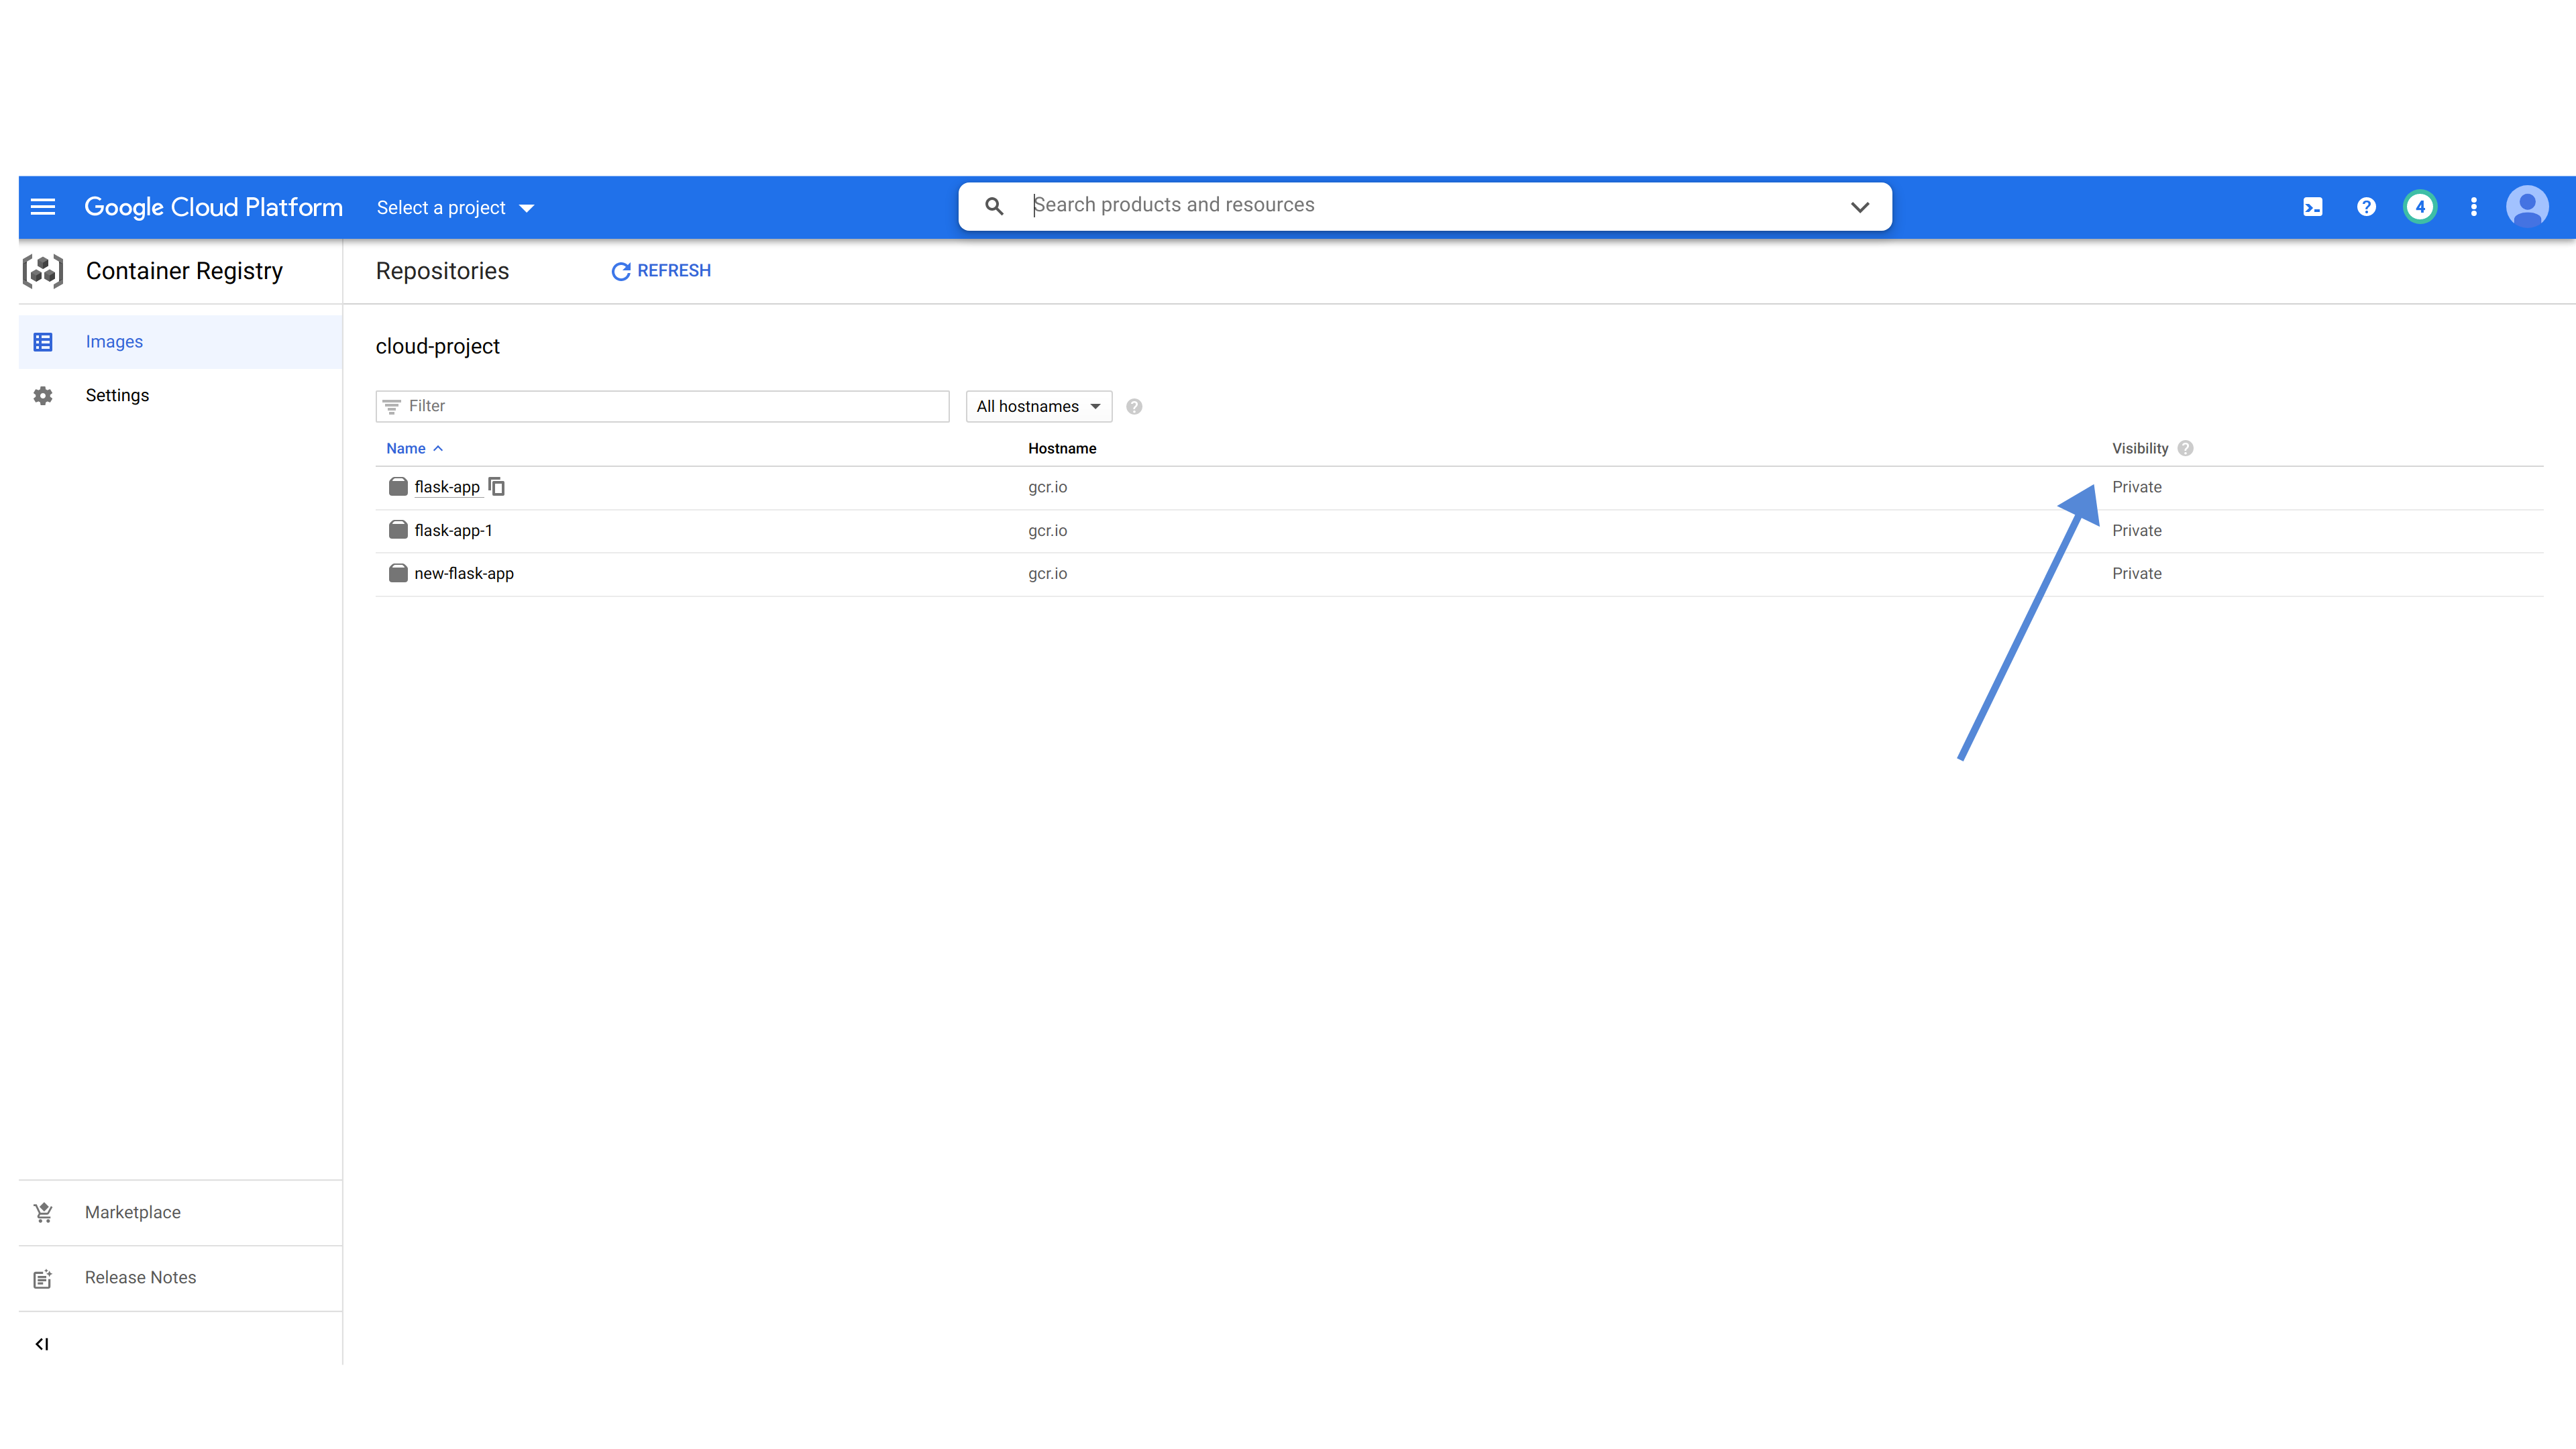 Google Cloud Platform Select a project Search products and resources 4
Container Registry Repositories REFRESH
Images
Settings
cloud-project
Filter All hostnames ?
Name Hostname Visibility ?
flask-app gcr.io Private
flask-app-1 gcr.io Private
new-flask-app gcr.io Private
Marketplace
Release Notes